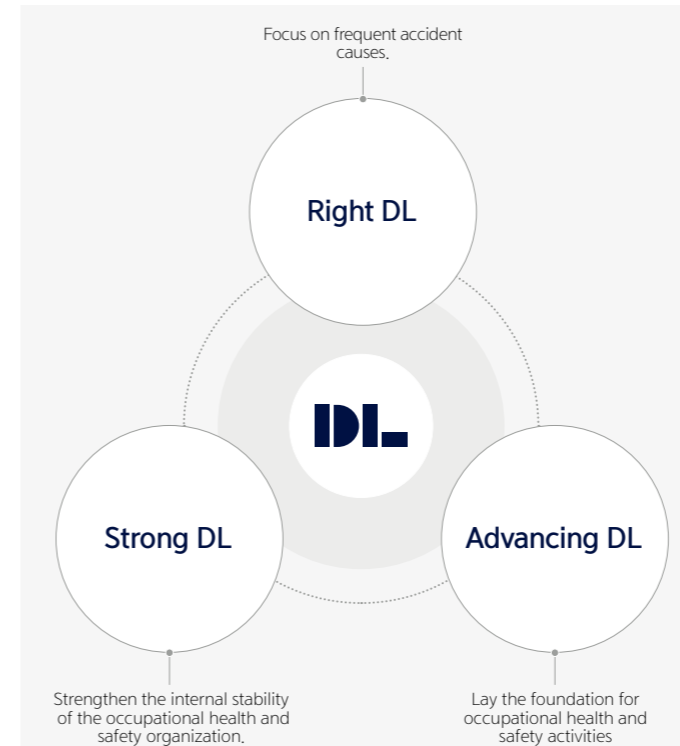 Focus on frequent accident
causes.
Right DL
DL
Strong DL
Advancing DL
Strengthen the internal stability
of the occupational health and
safety organization.
Lay the foundation for
occupational health and
safety activities